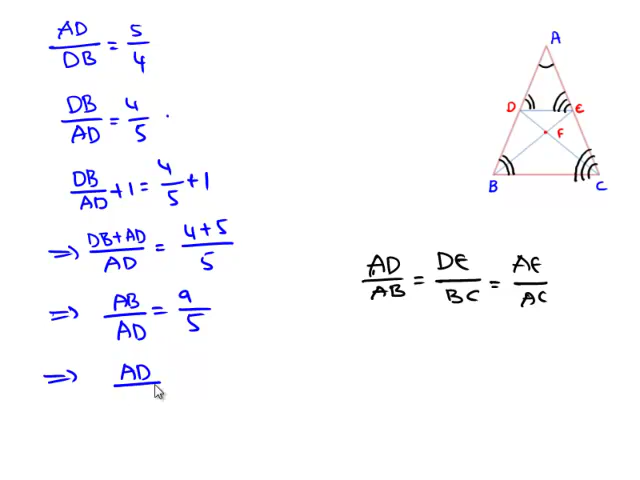 AD/DB = 5/4
DB/AD = 4/5 .
DB/AD + 1 = 4/5 + 1
=> DB+AD/AD = 4+5/5
=> AB/AD = 9/5
=> AD/
A
D E
F
B C
AD/AB = DE/BC = AE/AC